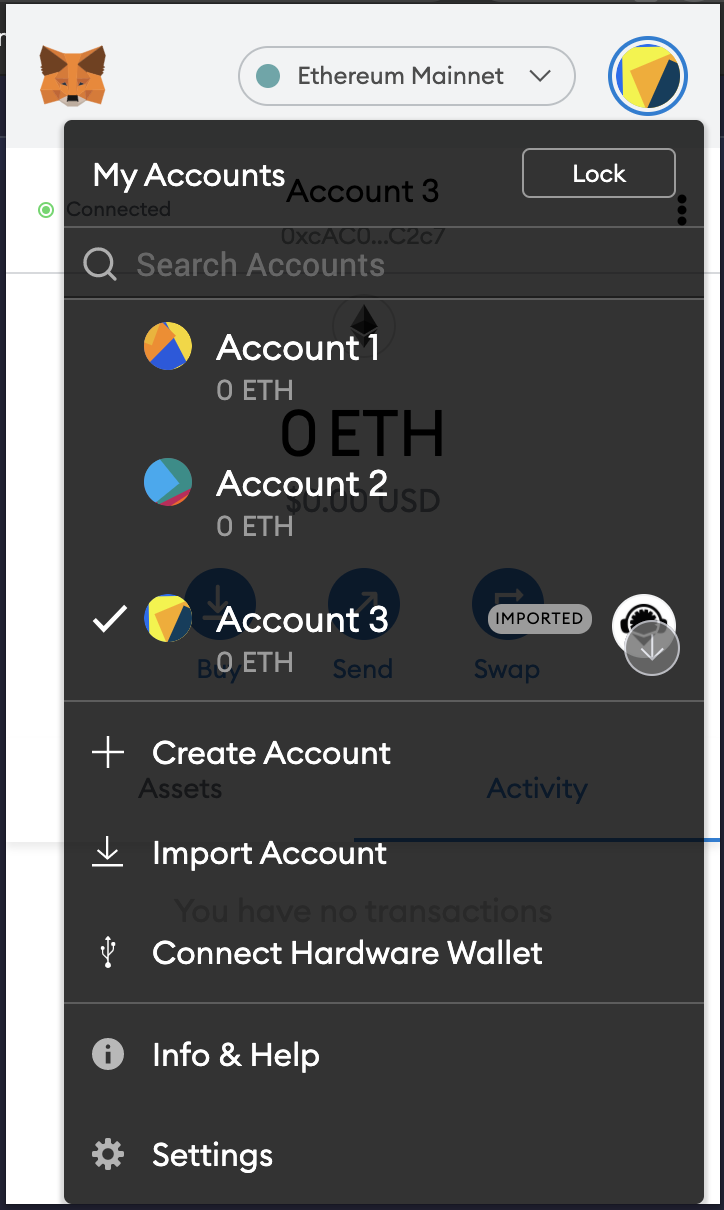 Ethereum Mainnet
My Accounts
Lock
Account 3
Connected
0xcAC0...C2c7
Search Accounts
Account 1
0 ETH
0 ETH
Account 2
$0.00 USD
0 ETH
Account 3
IMPORTED
0 ETH
Buy
Send
Swap
Create Account
Assets
Activity
Import Account
You have no transactions
Connect Hardware Wallet
Info & Help
Settings